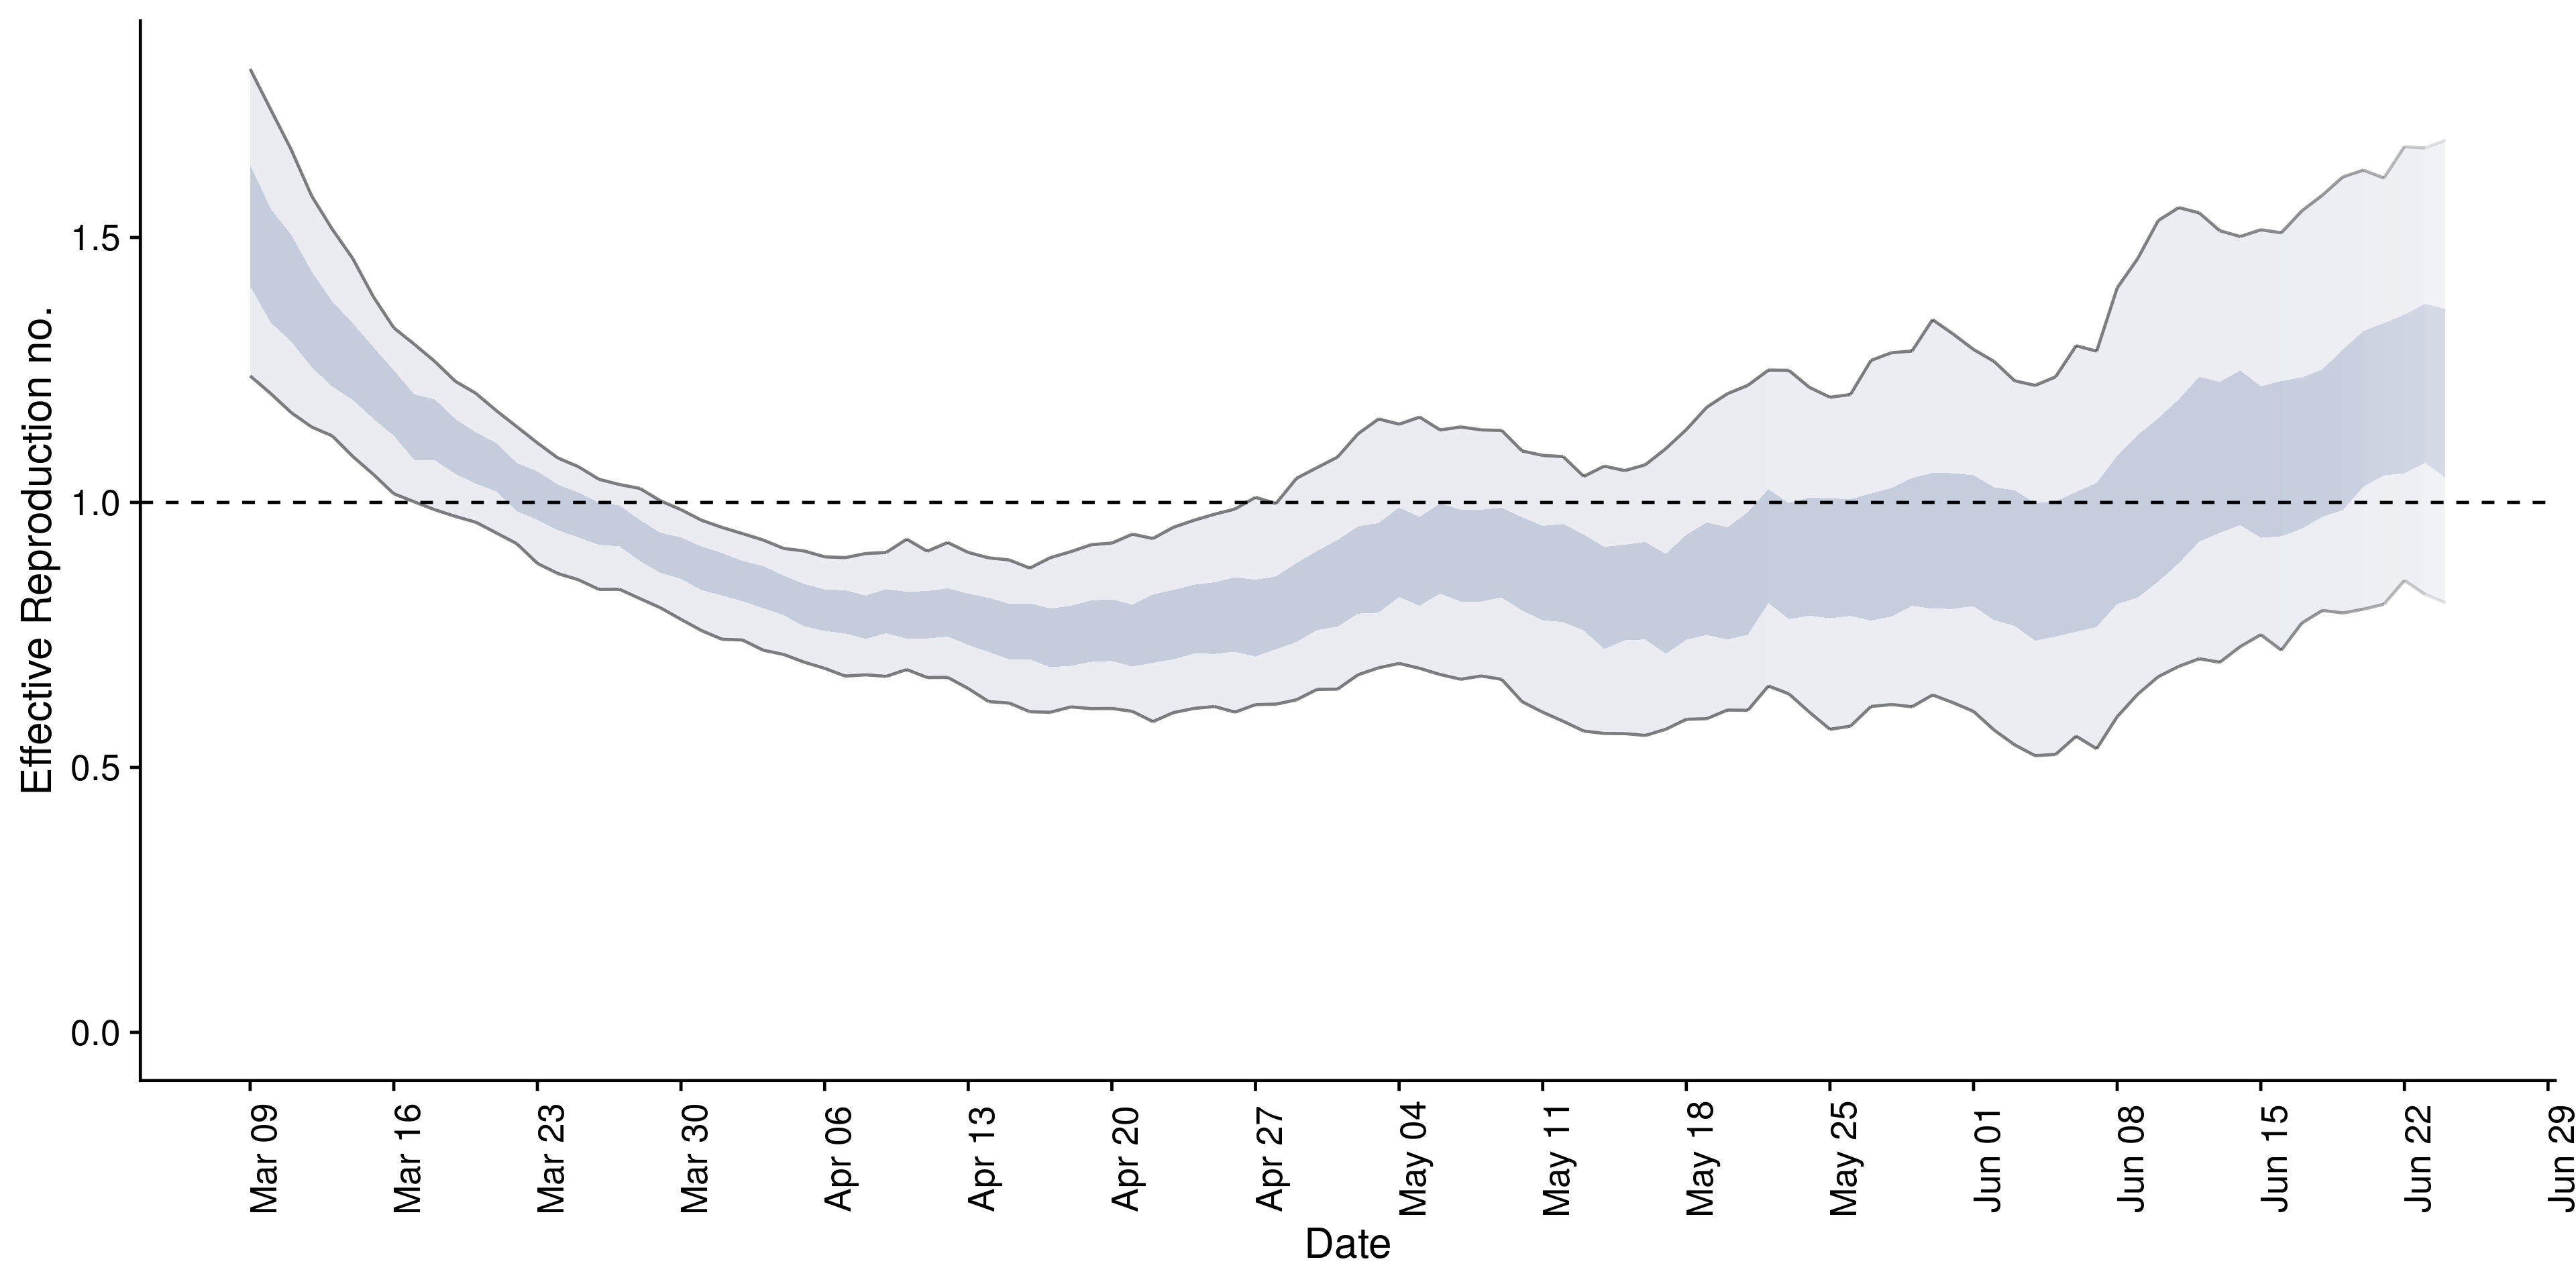 Effective Reproduction no.
1.5
1.0
0.5
0.0
Mar 09
Mar 16
Mar 23
Mar 30
Apr 06
Apr 13
Apr 20
Apr 27
May 04
May 11
May 18
May 25
Jun 01
Jun 08
Jun 15
Jun 22
Jun 29
Date